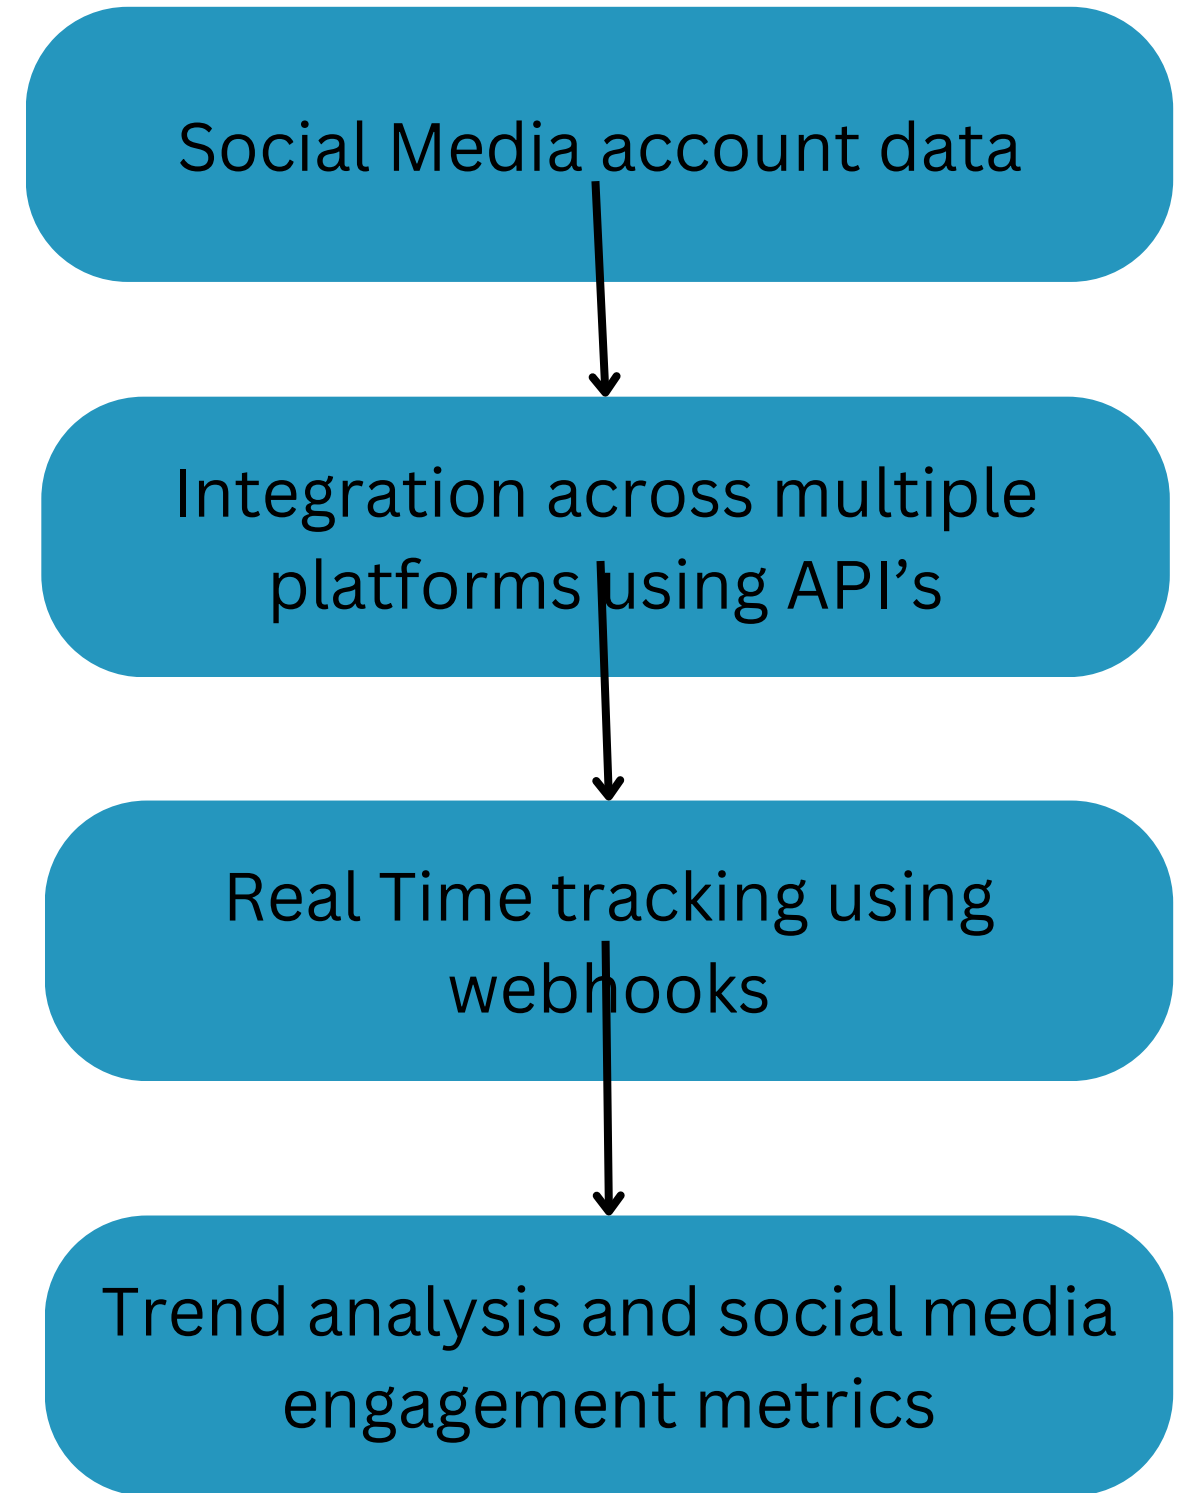 Social Media account data
Integration across multiple
platforms using API’s
Real Time tracking using
webhooks
Trend analysis and social media
engagement metrics